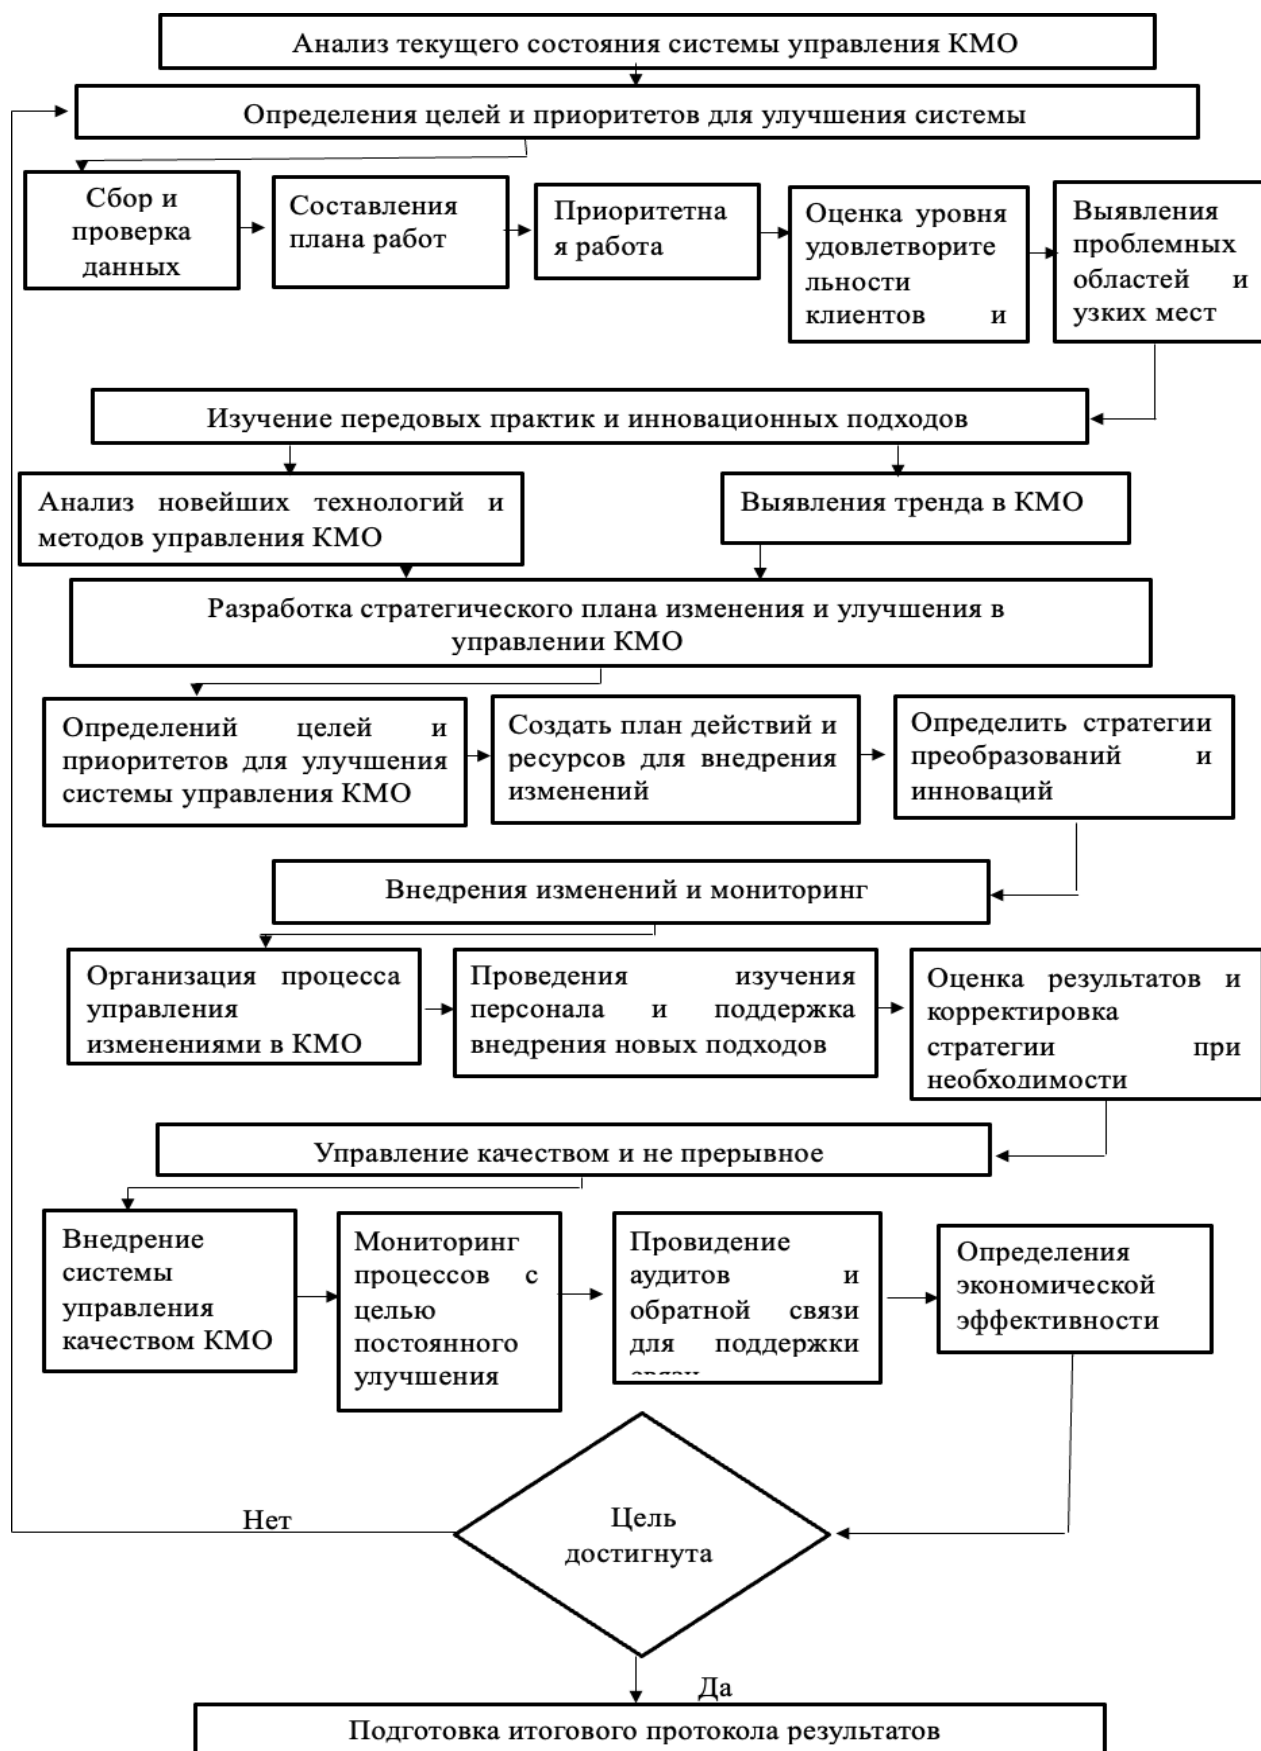 Анализ текущего состояния системы управления КМО
Определения целей и приоритетов для улучшения системы
Сбор и
проверка
данных
Составления
плана работ
Приоритетна
я работа
Оценка уровня
удовлетворите
льности
клиентов и
Выявления
проблемных
областей и
узких мест
Изучение передовых практик и инновационных подходов
Анализ новейших технологий и
методов управления КМО
Выявления тренда в КМО
Разработка стратегического плана изменения и улучшения в
управлении КМО
Определений целей и
приоритетов для улучшения
системы управления КМО
Создать план действий и
ресурсов для внедрения
изменений
Определить стратегии
преобразований и
инноваций
Внедрения изменений и мониторинг
Организация процесса
управления
изменениями в КМО
Проведения изучения
персонала и поддержка
внедрения новых подходов
Оценка результатов и
корректировка
стратегии при
необходимости
Управление качеством и не прерывное
Внедрение
системы
управления
качеством КМО
Мониторинг
процессов с
целью
постоянного
улучшения
Провидение
аудитов и
обратной связи
для поддержки
Определения
экономической
эффективности
Нет
Цель
достигнута
Да
Подготовка итогового протокола результатов